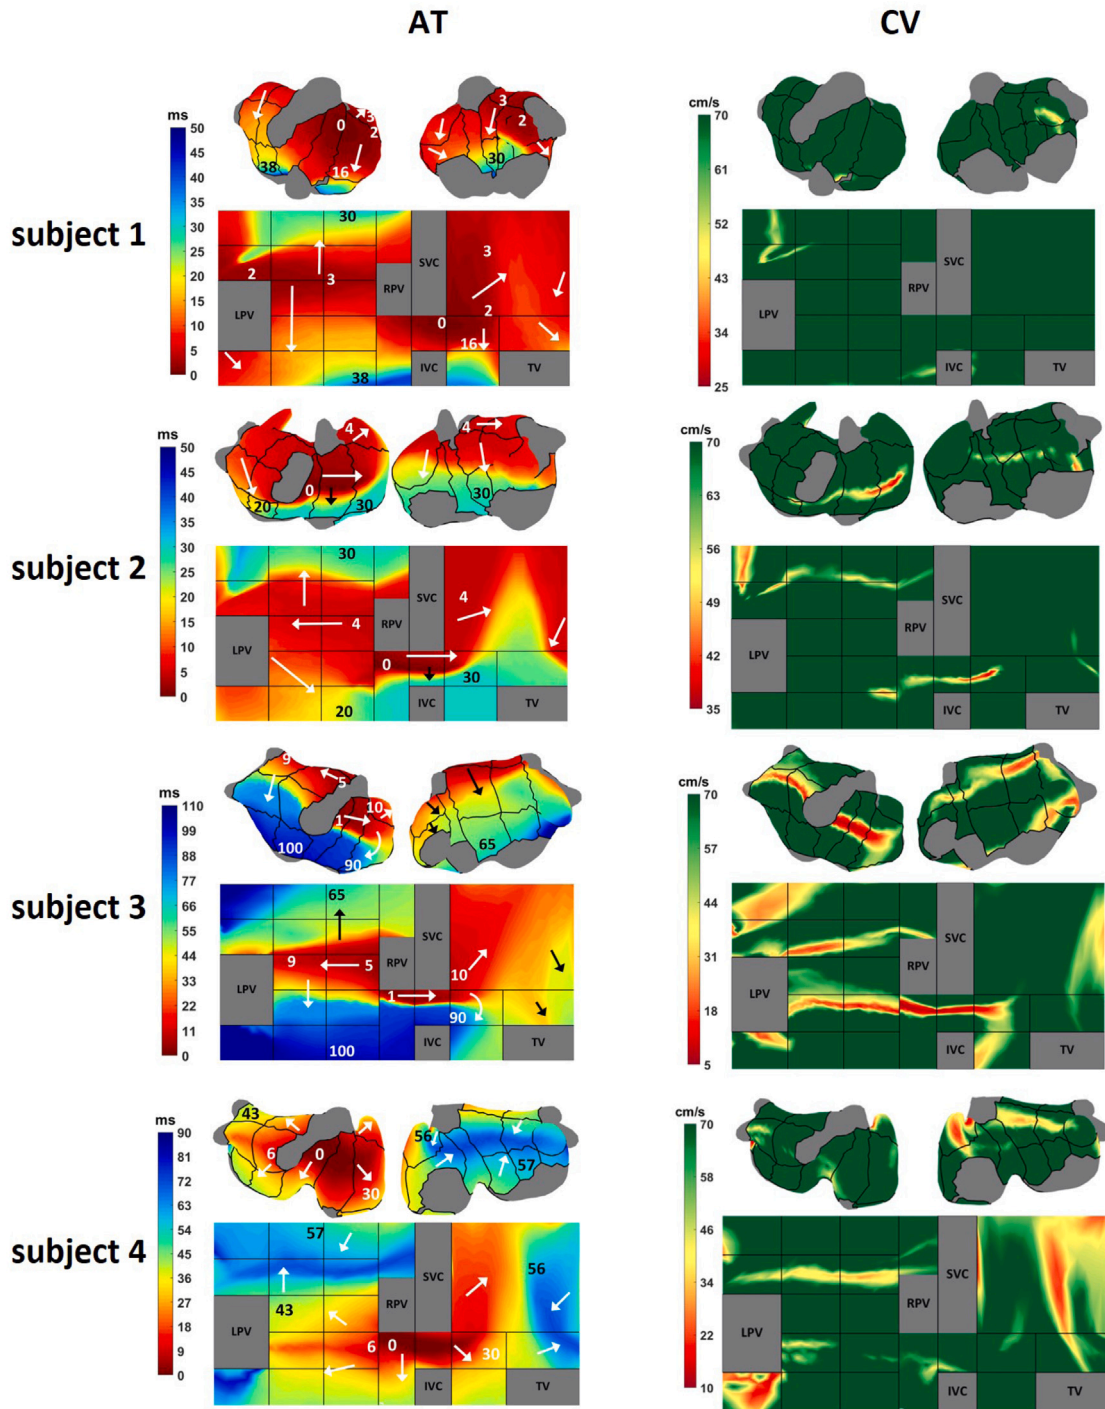 AT CV
subject 1
ms
50
45
40
35
30
25
20
15
10
5
0
0 3 2 16 38
3 2 30
30 2 3 3 2 0 16 38
SVC RPV LPV IVC TV
cm/s
70
61
52
43
34
25
SVC RPV LPV IVC TV
subject 2
ms
50
45
40
35
30
25
20
15
10
5
0
4 0 20 30
4 30
30 4 4 0 30 20
SVC RPV LPV IVC TV
cm/s
70
63
56
49
42
35
SVC RPV LPV IVC TV
subject 3
ms
110
99
88
77
66
55
44
33
22
11
0
9 5 10 1 100 90
65
65 9 5 10 1 90 100
SVC RPV LPV IVC TV
cm/s
70
57
44
31
18
5
SVC RPV LPV IVC TV
subject 4
ms
90
81
72
63
54
45
36
27
18
9
0
43 6 0 30
56 57
57 56 43 6 0 30
SVC RPV LPV IVC TV
cm/s
70
58
46
34
22
10
SVC RPV LPV IVC TV